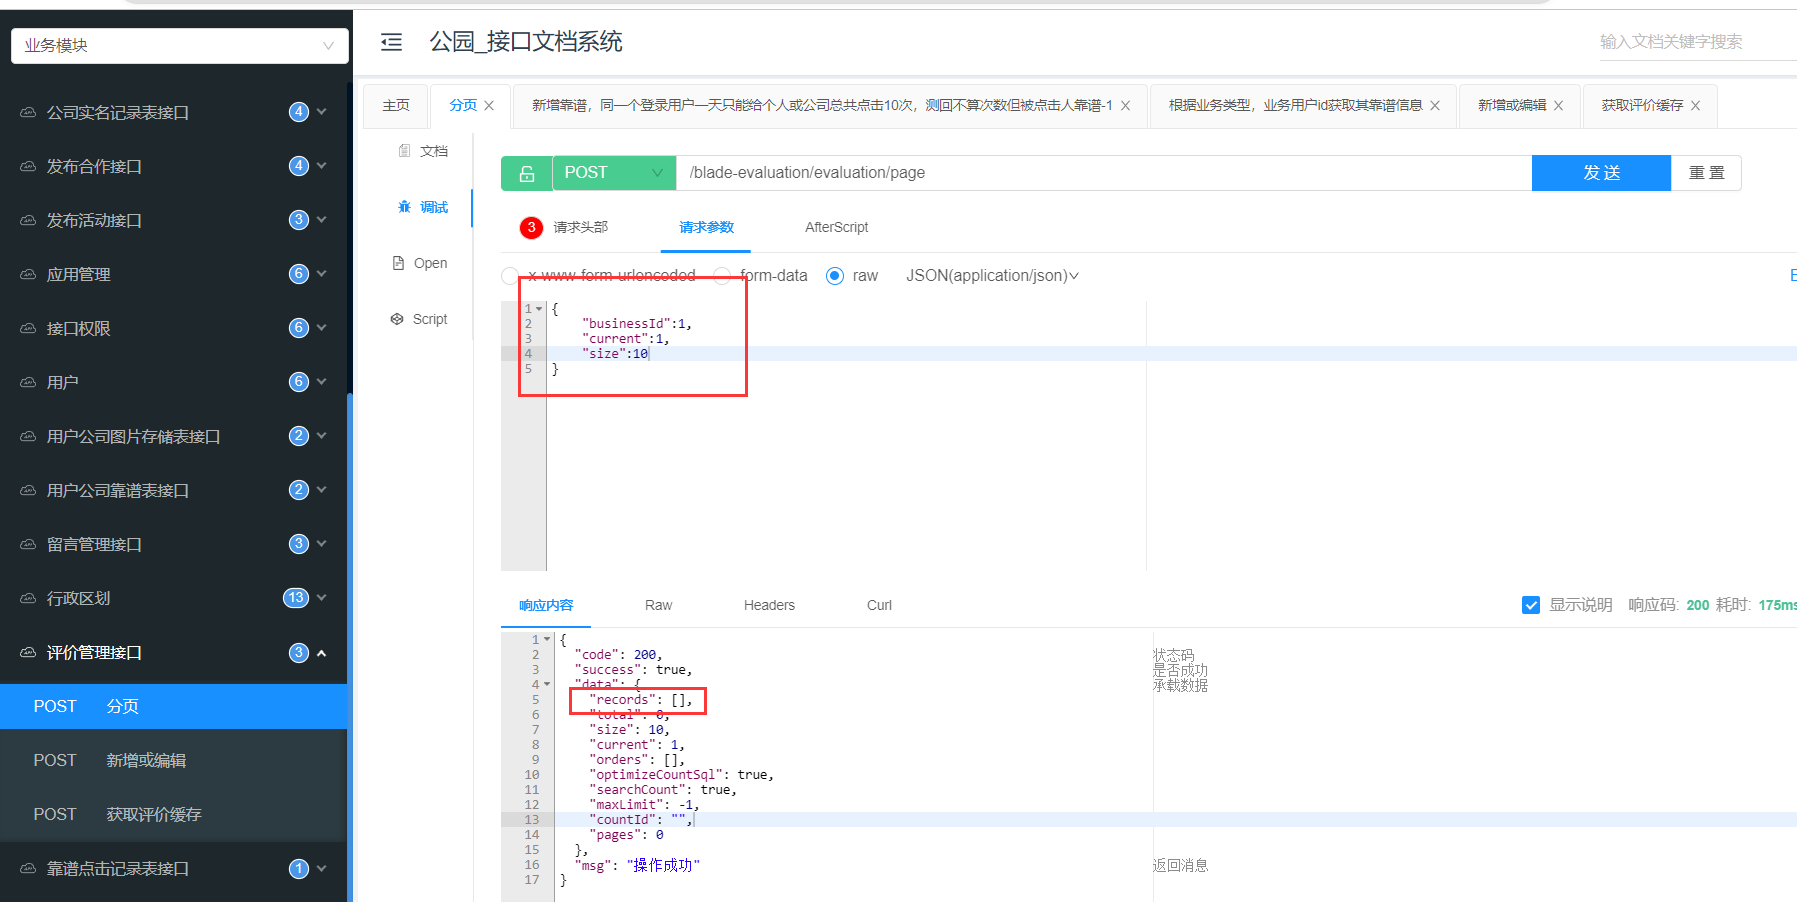 业务模块
公园_接口文档系统
输入文档关键字搜索
公司实名记录表接口 4
发布合作接口 4
发布活动接口 3
应用管理 6
接口权限 6
用户 6
用户公司图片存储表接口 2
用户公司靠谱表接口 2
留言管理接口 3
行政区划 13
评价管理接口 3
POST 分页
POST 新增或编辑
POST 获取评价缓存
靠谱点击记录表接口 1
主页
分页
新增靠谱，同一个登录用户一天只能给个人或公司总共点击10次，测回不算次数但被点击人靠谱-1
根据业务类型，业务用户id获取其靠谱信息
新增或编辑
获取评价缓存
文档
调试
Open
Script
POST /blade-evaluation/evaluation/page 发 送 重 置
3 请求头部 请求参数 AfterScript
x-www-form-urlencoded form-data raw JSON(application/json)
1 {
2 "businessId":1,
3 "current":1,
4 "size":10
5 }
响应内容 Raw Headers Curl 显示说明 响应码: 200 耗时: 175ms
1 {
2 "code": 200, 状态码
3 "success": true, 是否成功
4 "data": { 承载数据
5 "records": [],
6 "total": 0,
7 "size": 10,
8 "current": 1,
9 "orders": [],
10 "optimizeCountSql": true,
11 "searchCount": true,
12 "maxLimit": -1,
13 "countId": "",
14 "pages": 0
15 },
16 "msg": "操作成功" 返回消息
17 }